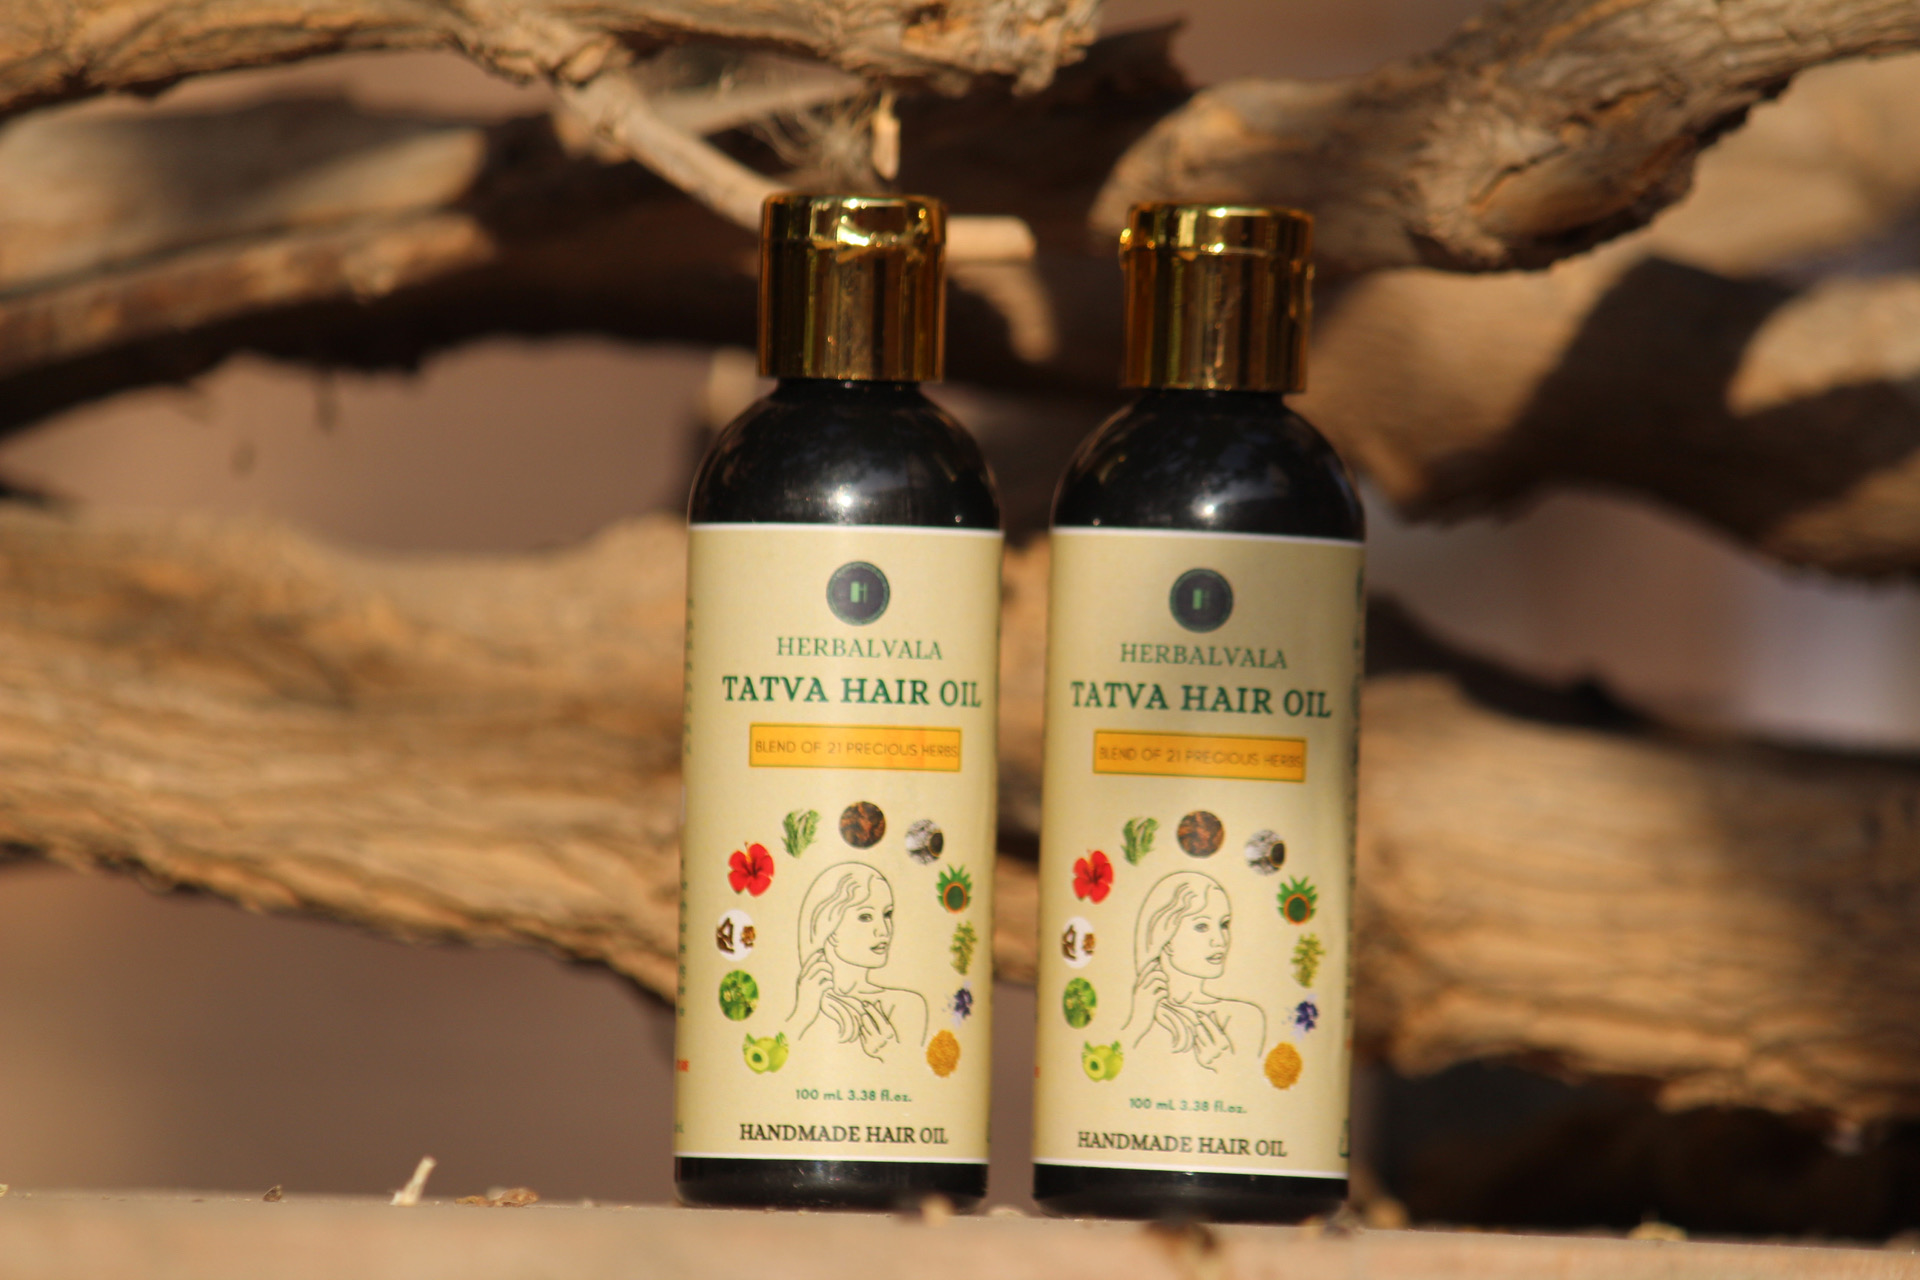 H
HERBALVALA
TATVA HAIR OIL
BLEND OF 21 PRECIOUS HERBS
100 mL 3.38 fl.oz.
HANDMADE HAIR OIL
H
HERBALVALA
TATVA HAIR OIL
BLEND OF 21 PRECIOUS HERBS
100 mL 3.38 fl.oz.
HANDMADE HAIR OIL